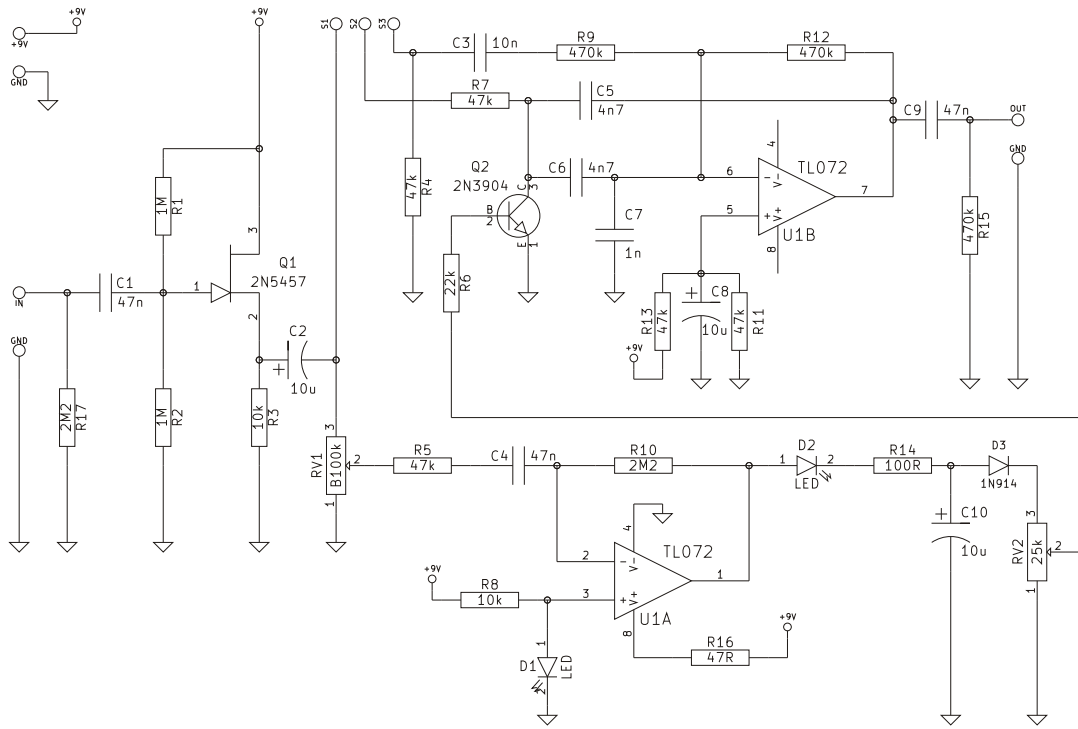 +9V
+9V
+9V
GND
S1
S2
S3
C3 10n
R9
470k
R12
470k
R7
47k
C5
4n7
C9 47n
OUT
GND
R4
47k
Q2
2N3904
C
3
B
2
E
1
C6 4n7
C7
1n
6
5
4
8
7
−
V-
+
V+
TL072
U1B
R15
470k
R1
1M
3
Q1
2N5457
1
2
C1
47n
IN
GND
R6
22k
R13
47k
+
C8
10u
R11
47k
+9V
C2
+
10u
R17
2M2
R2
1M
R3
10k
3
RV1
B100k
2
1
R5
47k
C4 47n
R10
2M2
D2
1
2
LED
R14
100R
D3
1N914
+
C10
10u
3
RV2
25k
2
1
4
2
3
8
1
−
V-
+
V+
TL072
U1A
+9V
R8
10k
1
D1
LED
2
R16
47R
+9V